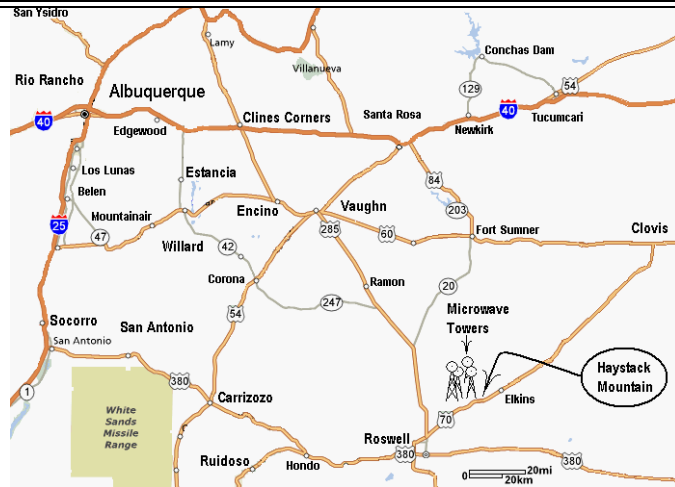 San Ysidro
Lamy
Villanueva
Conchas Dam
Rio Rancho
Albuquerque
129
54
40
Edgewood
Clines Corners
Santa Rosa
40
Newkirk
Tucumcari
Los Lunas
Estancia
84
Belen
Encino
Vaughn
203
25
Mountainair
47
Willard
42
285
60
Fort Sumner
Clovis
Corona
Ramon
20
54
247
Microwave
Towers
Socorro
San Antonio
San Antonio
Haystack
Mountain
380
1
Carrizozo
Elkins
White
Sands
Missile
Range
70
Roswell
Ruidoso
Hondo
380
380
0
20mi
20km